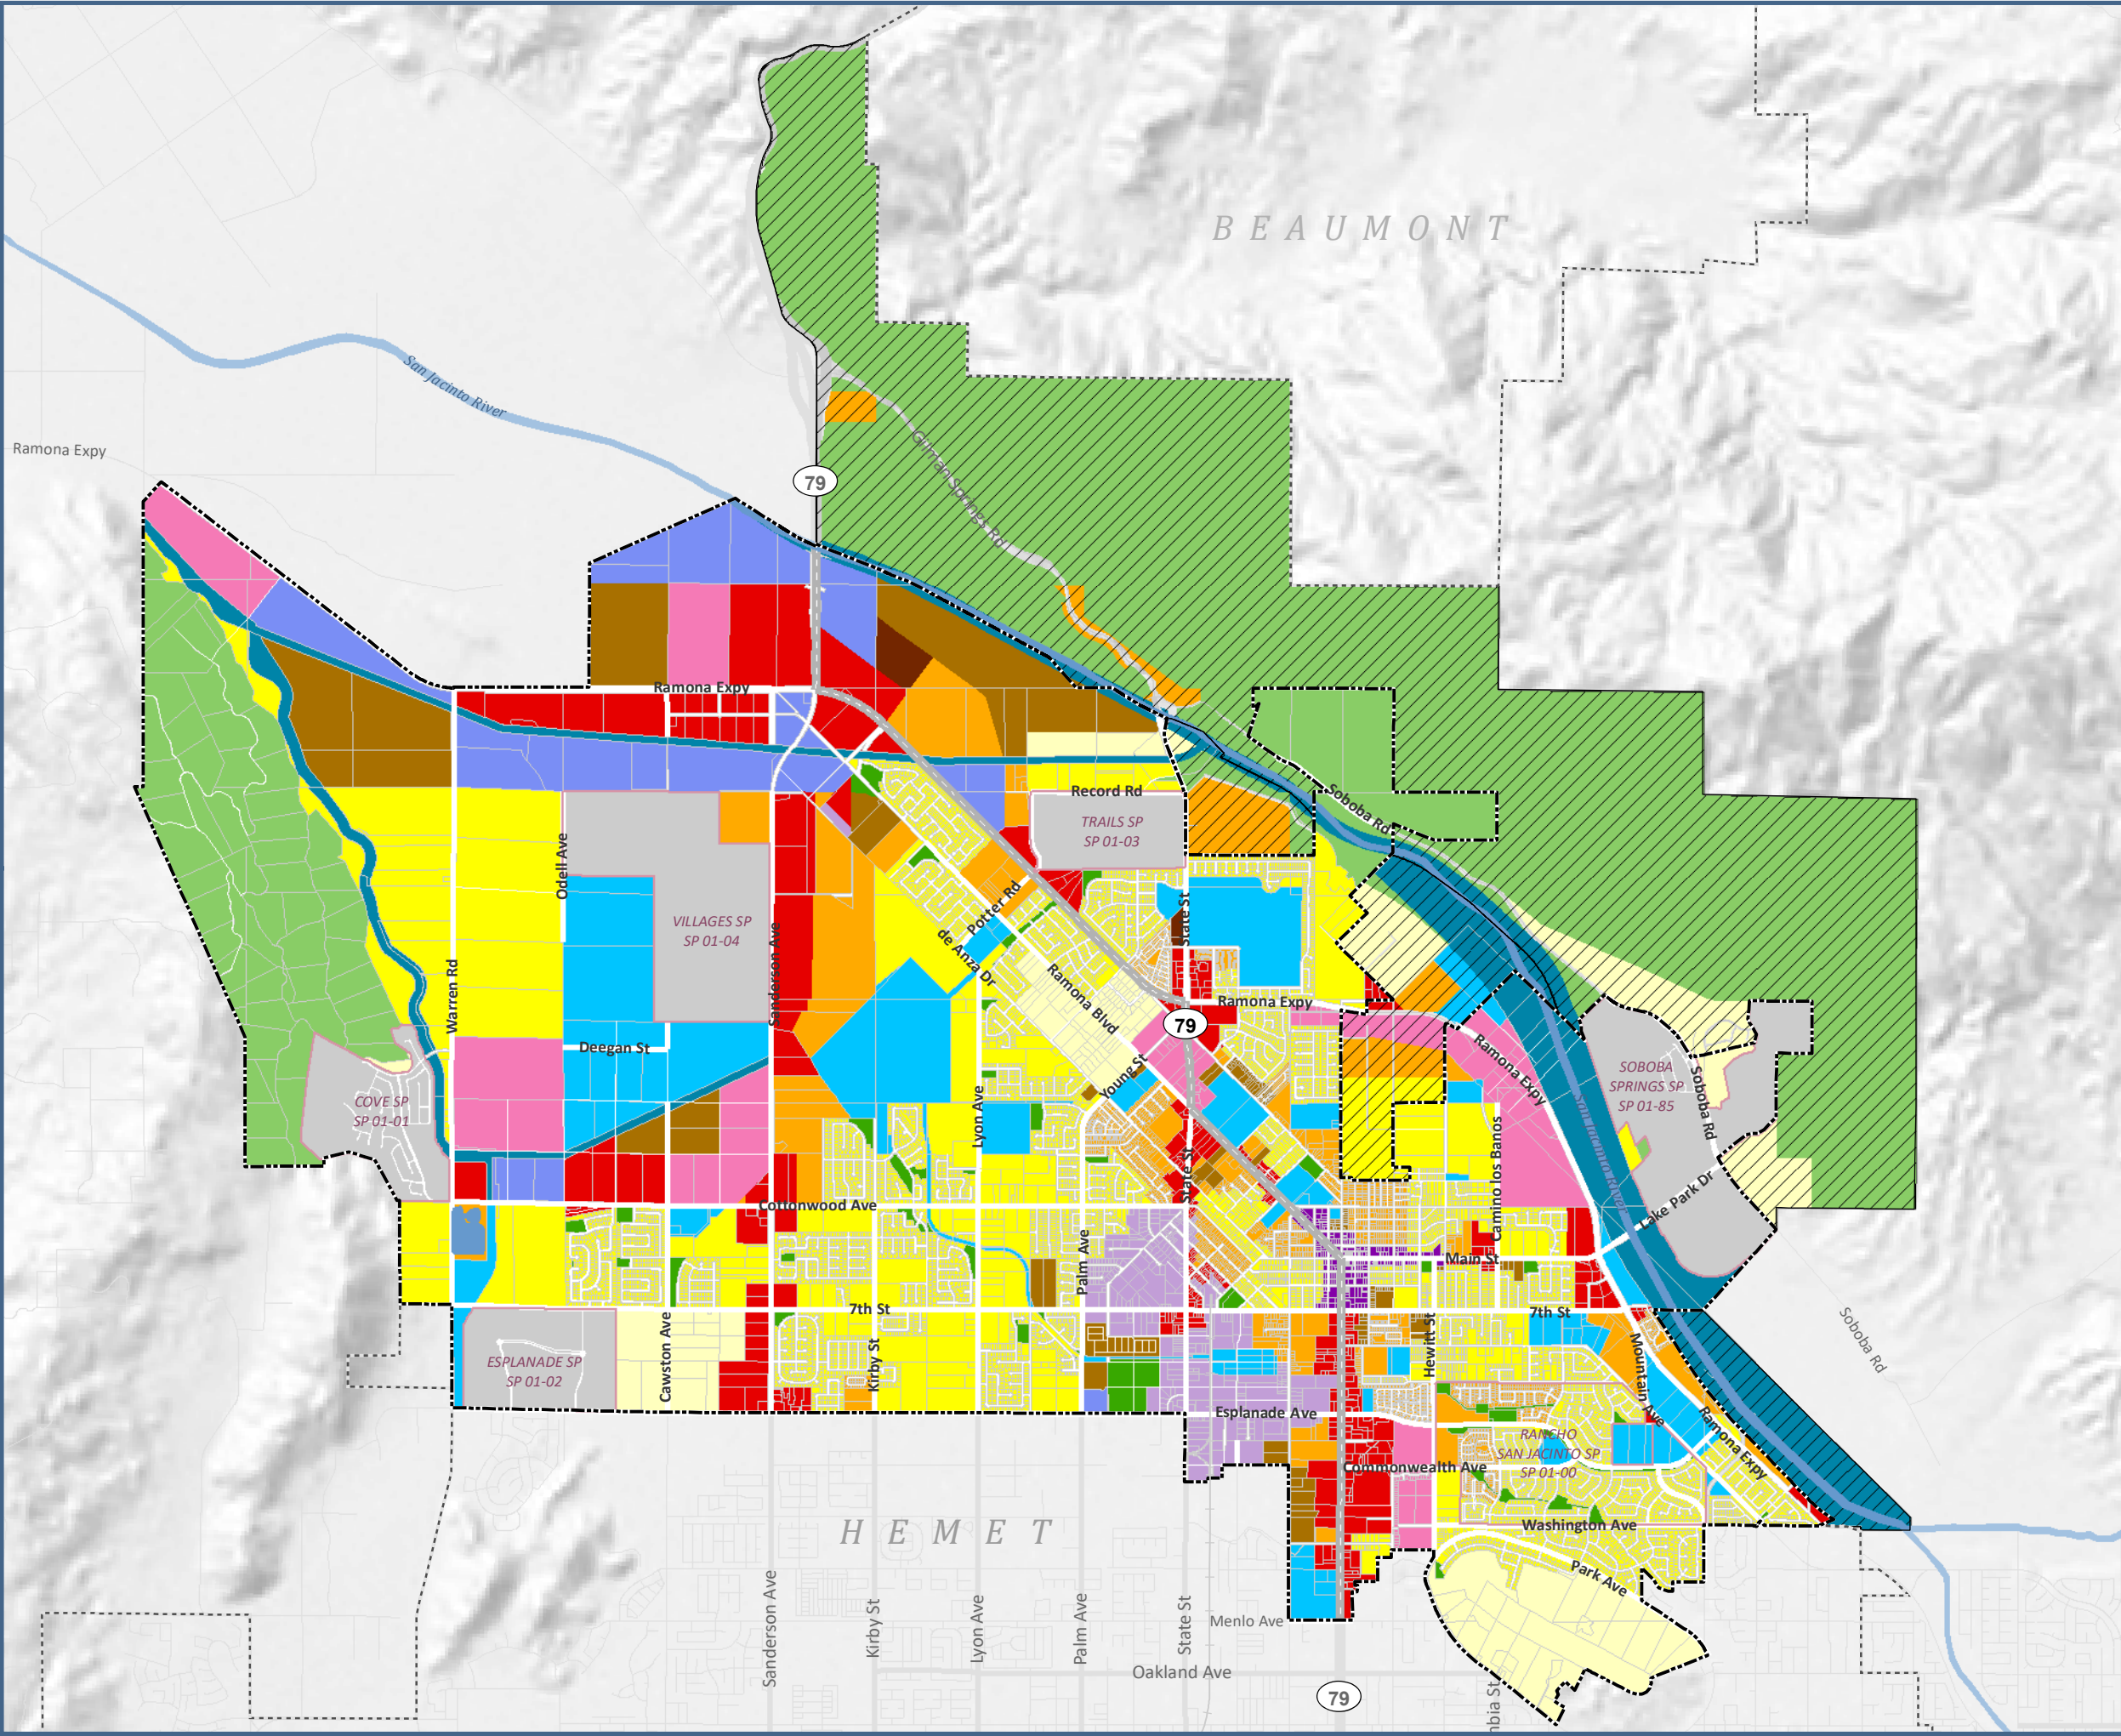 BEAUMONT
San Jacinto River
Ramona Expy
79
Gilman Springs Rd
Ramona Expy
Record Rd
TRAILS SP
SP 01-03
Soboba Rd
Odell Ave
VILLAGES SP
SP 01-04
Potter Rd
State St
de Anza Dr
Sanderson Ave
Warren Rd
Ramona Blvd
Ramona Expy
79
Deegan St
Young St
Ramona Expy
SOBOBA
SPRINGS SP
SP 01-85
Soboba Rd
COVE SP
SP 01-01
Lyon Ave
San Jacinto River
State St
Camino los Banos
Lake Park Dr
Cottonwood Ave
Palm Ave
Main St
7th St
7th St
Soboba Rd
ESPLANADE SP
SP 01-02
Cawston Ave
Kirby St
Hewitt St
Mountain Ave
Esplanade Ave
RANCHO
SAN JACINTO SP
SP 01-00
Ramona Expy
Commonwealth Ave
HEMET
Washington Ave
Park Ave
Sanderson Ave
Kirby St
Lyon Ave
Palm Ave
State St
Menlo Ave
Oakland Ave
79
mbia St